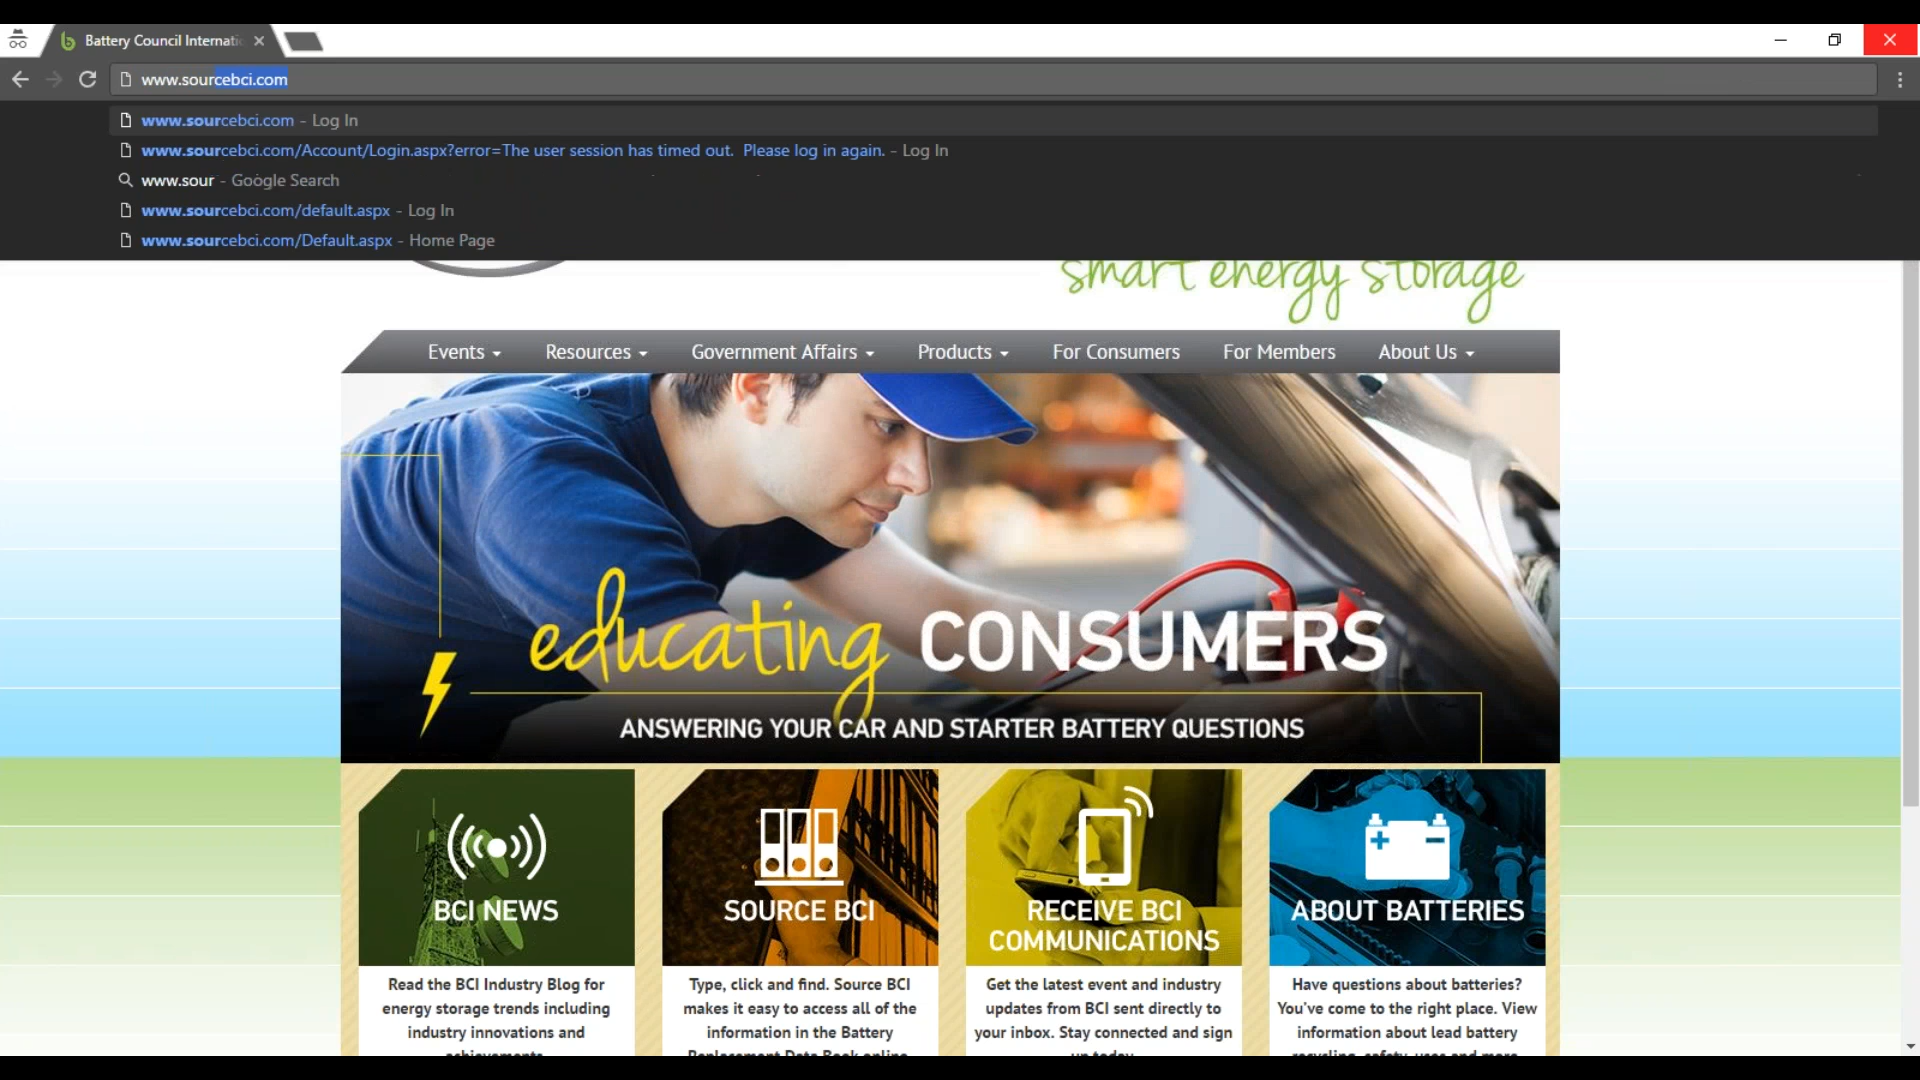 Battery Council Internati
www.sourcebci.com
www.sourcebci.com - Log In
www.sourcebci.com/Account/Login.aspx?error=The user session has timed out.  Please log in again. - Log In
www.sour - Google Search
www.sourcebci.com/default.aspx - Log In
www.sourcebci.com/Default.aspx - Home Page
smart energy storage
Events Resources Government Affairs Products For Consumers For Members About Us
educating CONSUMERS
ANSWERING YOUR CAR AND STARTER BATTERY QUESTIONS
BCI NEWS
Read the BCI Industry Blog for
energy storage trends including
industry innovations and
achievements
SOURCE BCI
Type, click and find. Source BCI
makes it easy to access all of the
information in the Battery
Replacement Data Book online
RECEIVE BCI
COMMUNICATIONS
Get the latest event and industry
updates from BCI sent directly to
your inbox. Stay connected and sign
up today
ABOUT BATTERIES
Have questions about batteries?
You've come to the right place. View
information about lead battery
recycling, safety, uses and more